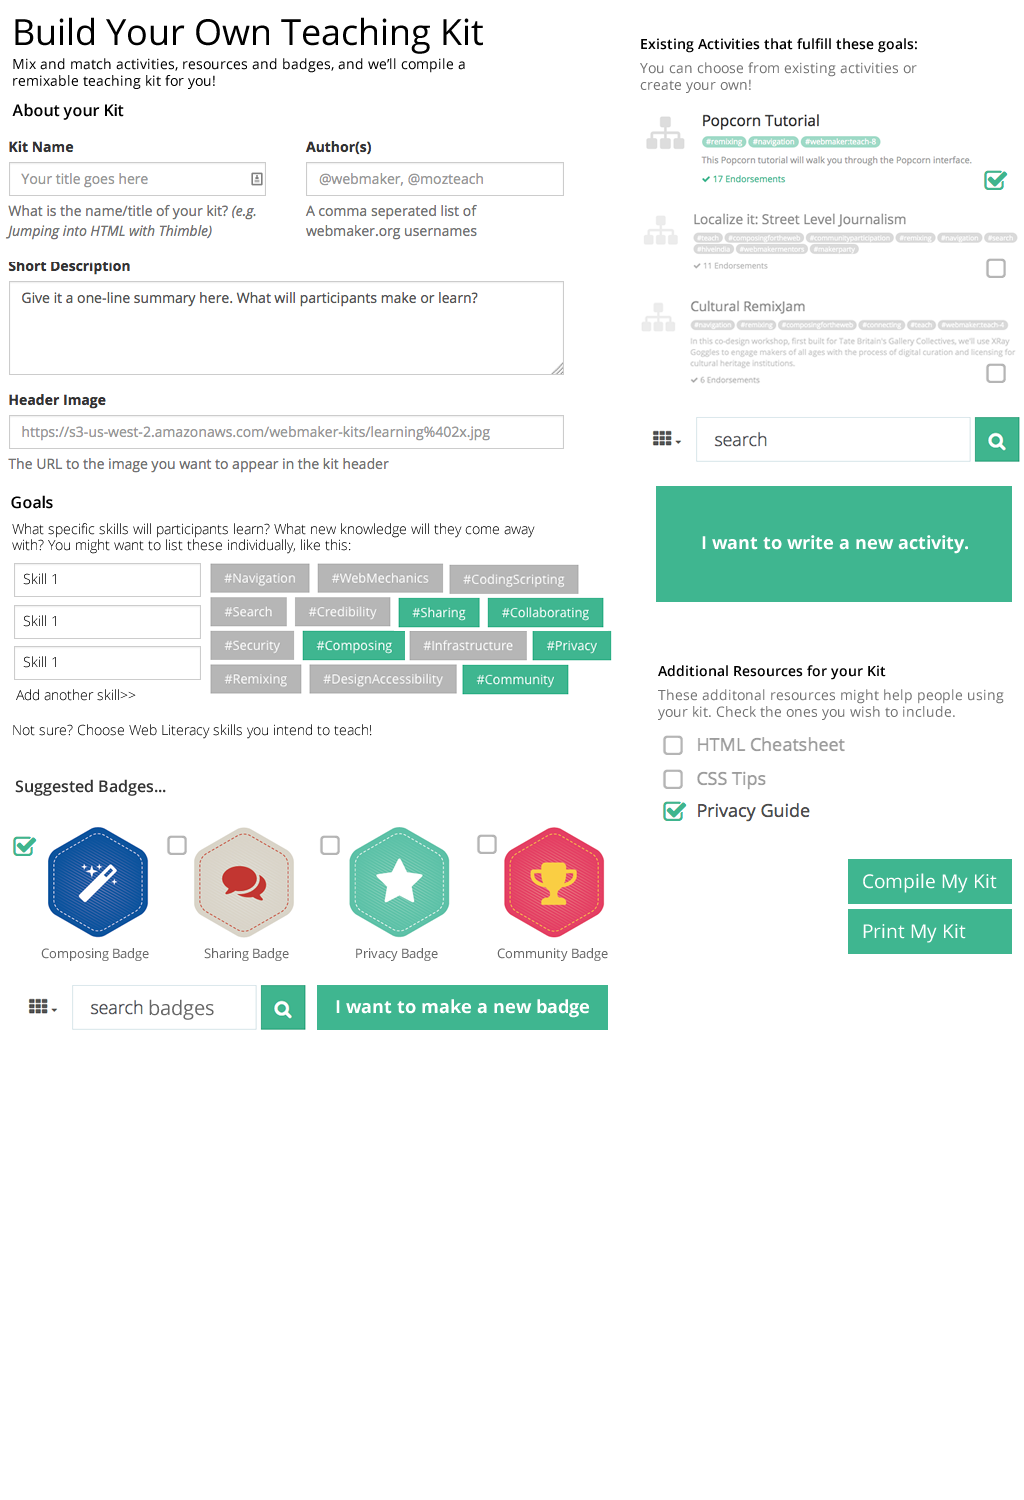 Build Your Own Teaching Kit
Mix and match activities, resources and badges, and we'll compile a
remixable teaching kit for you!
About your Kit
Kit Name
Author(s)
Your title goes here
@webmaker, @mozteach
What is the name/title of your kit? (e.g.
Jumping into HTML with Thimble)
A comma seperated list of
webmaker.org usernames
Short Description
Give it a one-line summary here. What will participants make or learn?
Header Image
https://s3-us-west-2.amazonaws.com/webmaker-kits/learning%402x.jpg
The URL to the image you want to appear in the kit header
Goals
What specific skills will participants learn? What new knowledge will they come away
with? You might want to list these individually, like this:
Skill 1
Skill 1
Skill 1
Add another skill>>
#Navigation #WebMechanics #CodingScripting
#Search #Credibility #Sharing #Collaborating
#Security #Composing #Infrastructure #Privacy
#Remixing #DesignAccessibility #Community
Not sure? Choose Web Literacy skills you intend to teach!
Suggested Badges...
Composing Badge
Sharing Badge
Privacy Badge
Community Badge
search badges
I want to make a new badge
Existing Activities that fulfill these goals:
You can choose from existing activities or
create your own!
Popcorn Tutorial
#remixing #navigation #webmaker:teach-8
This Popcorn tutorial will walk you through the Popcorn interface.
17 Endorsements
Localize it: Street Level Journalism
#teach #composingfortheweb #communityparticipation #remixing #navigation #search
#hiveindia #webmakermentors #makerparty
11 Endorsements
Cultural RemixJam
#navigation #remixing #composingfortheweb #connecting #teach #webmaker:teach-4
In this co-design workshop, first built for Tate Britain's Gallery Collectives, we'll use XRay
Goggles to engage makers of all ages with the process of digital curation and licensing for
cultural heritage institutions.
6 Endorsements
search
I want to write a new activity.
Additional Resources for your Kit
These additonal resources might help people using
your kit. Check the ones you wish to include.
HTML Cheatsheet
CSS Tips
Privacy Guide
Compile My Kit
Print My Kit